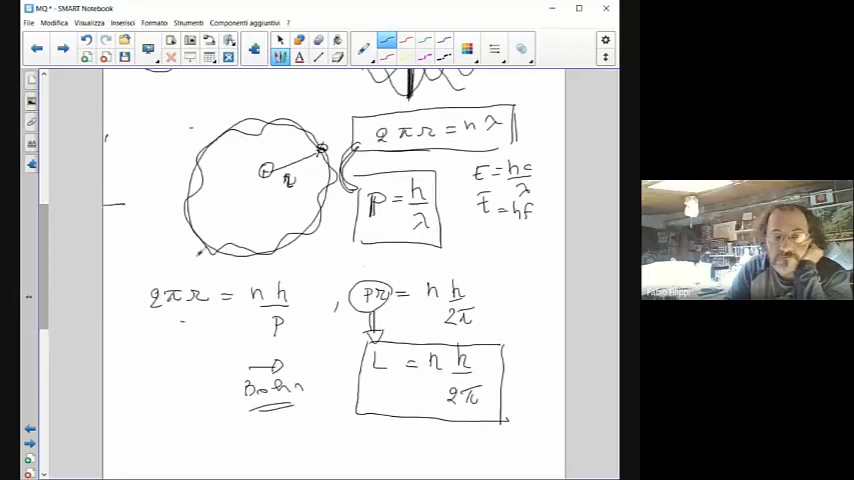 MQ * - SMART Notebook
File Modifica Visualizza Inserisci Formato Strumenti Componenti aggiuntivi ?
2πr = nλ
r
P = h/λ
E = hc/λ
E = hf
2πr = nh/p , pr = n h/2π
L = n h/2π
Bohr
Fabio Filippi